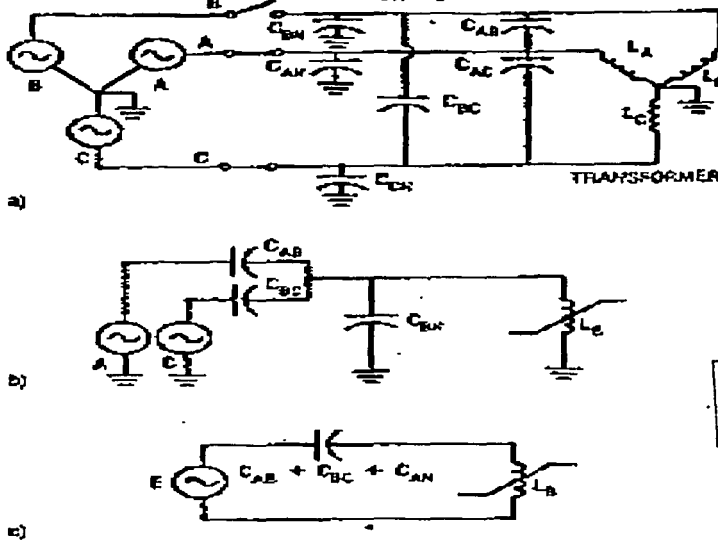 B
C_BN
C_AB
A
C_AN
C_AC
L_A
B
A
C_BC
L_C
C
C
C_CN
TRANSFORMER
a)
C_AB
C_BC
C_BN
L_B
A
C
b)
E
C_AB + C_BC + C_AN
L_B
c)